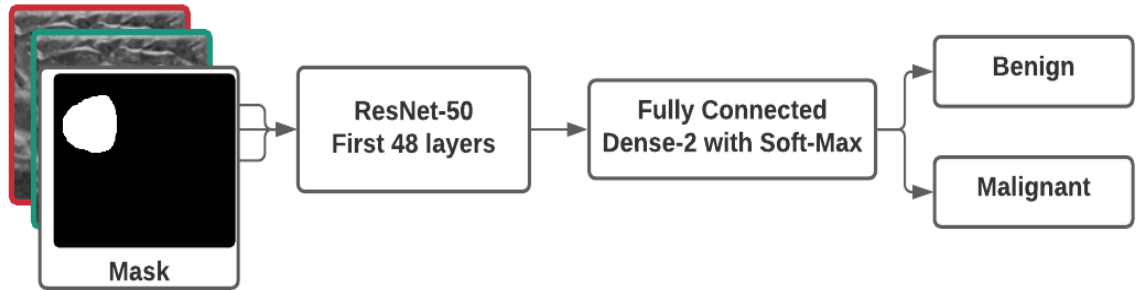 Mask
ResNet-50
First 48 layers
Fully Connected
Dense-2 with Soft-Max
Benign
Malignant